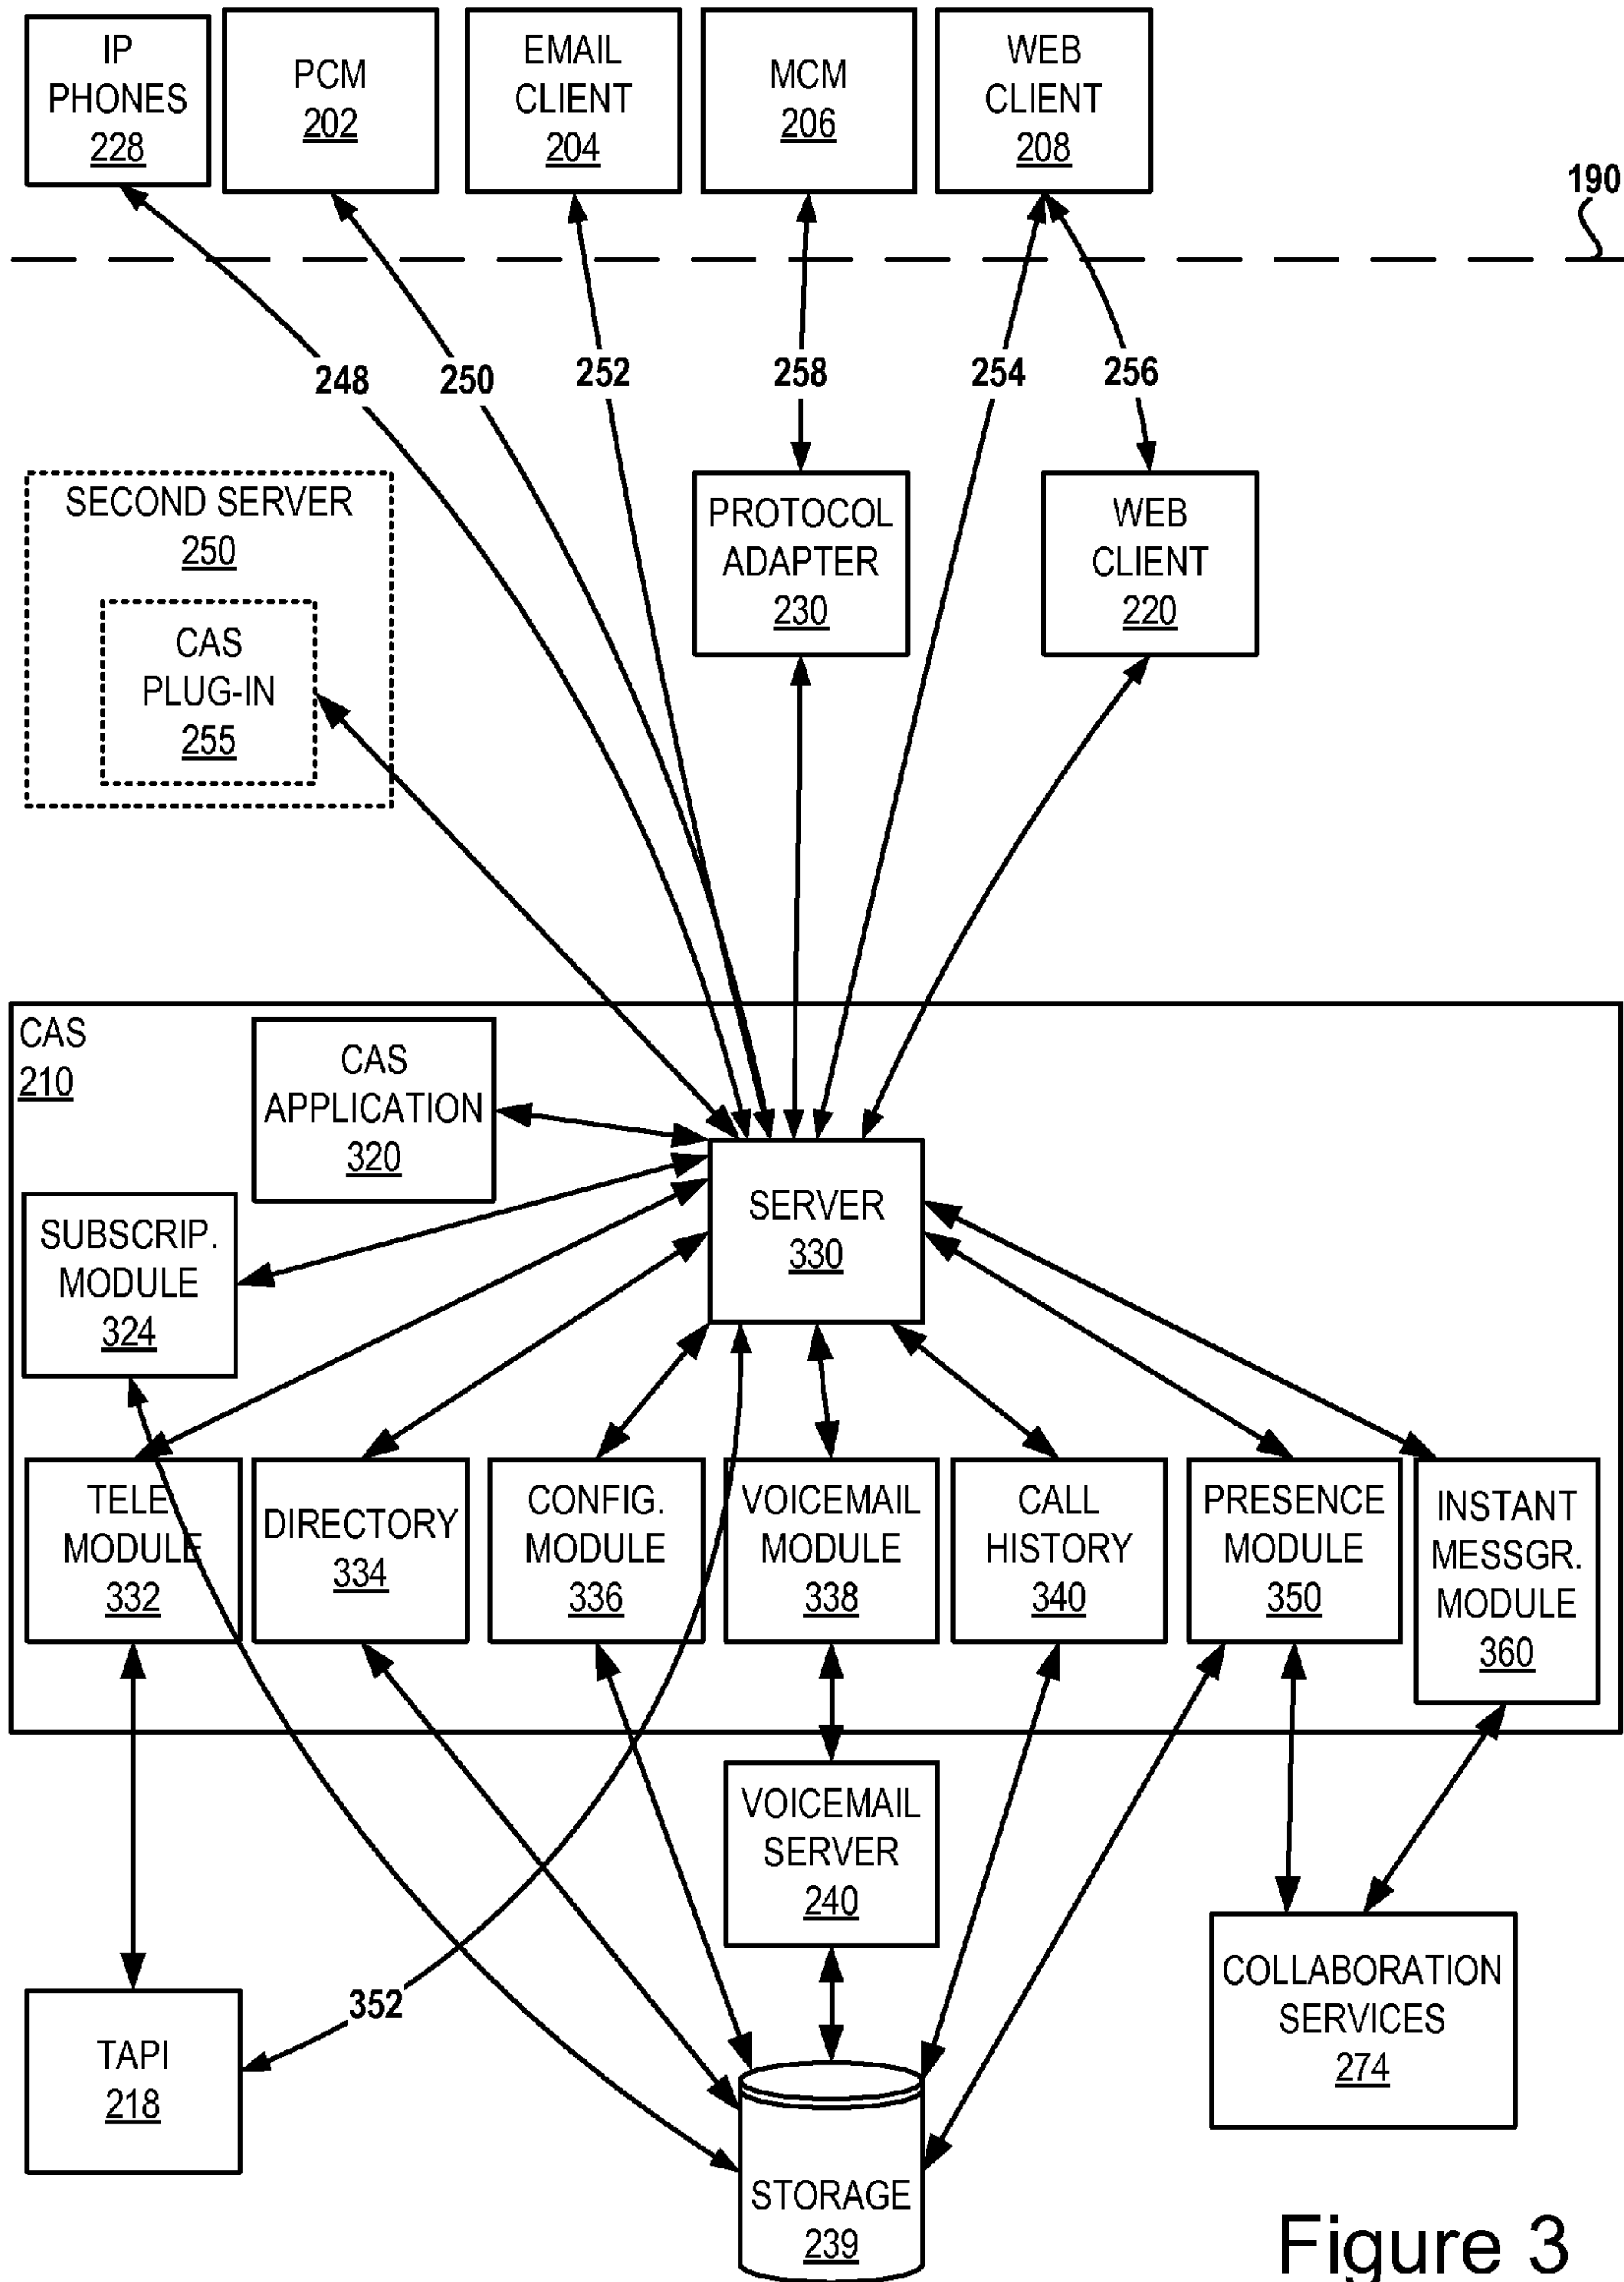 IP
PHONES
228
PCM
202
EMAIL
CLIENT
204
MCM
206
WEB
CLIENT
208
190
248
250
252
258
254
256
SECOND SERVER
250
CAS
PLUG-IN
255
PROTOCOL
ADAPTER
230
WEB
CLIENT
220
CAS
210
CAS
APPLICATION
320
SERVER
330
SUBSCRIP.
MODULE
324
TELE
MODULE
332
DIRECTORY
334
CONFIG.
MODULE
336
VOICEMAIL
MODULE
338
CALL
HISTORY
340
PRESENCE
MODULE
350
INSTANT
MESSGR.
MODULE
360
VOICEMAIL
SERVER
240
COLLABORATION
SERVICES
274
352
TAPI
218
STORAGE
239
Figure 3